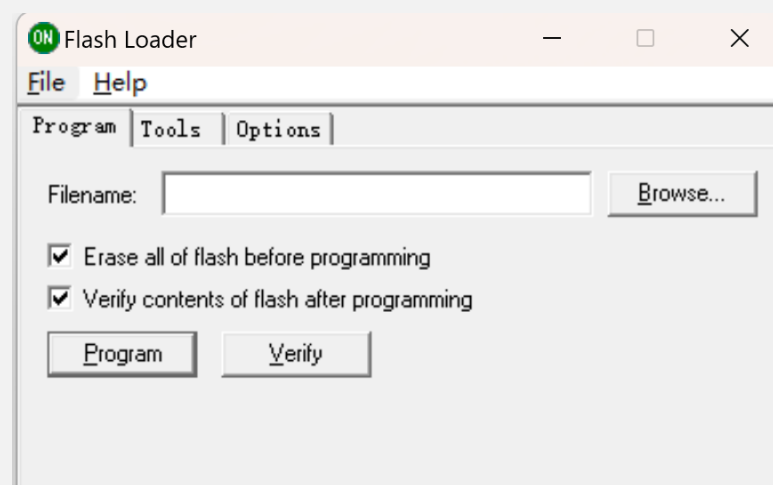 ON Flash Loader
File Help
Program Tools Options
Filename: Browse...
Erase all of flash before programming
Verify contents of flash after programming
Program Verify